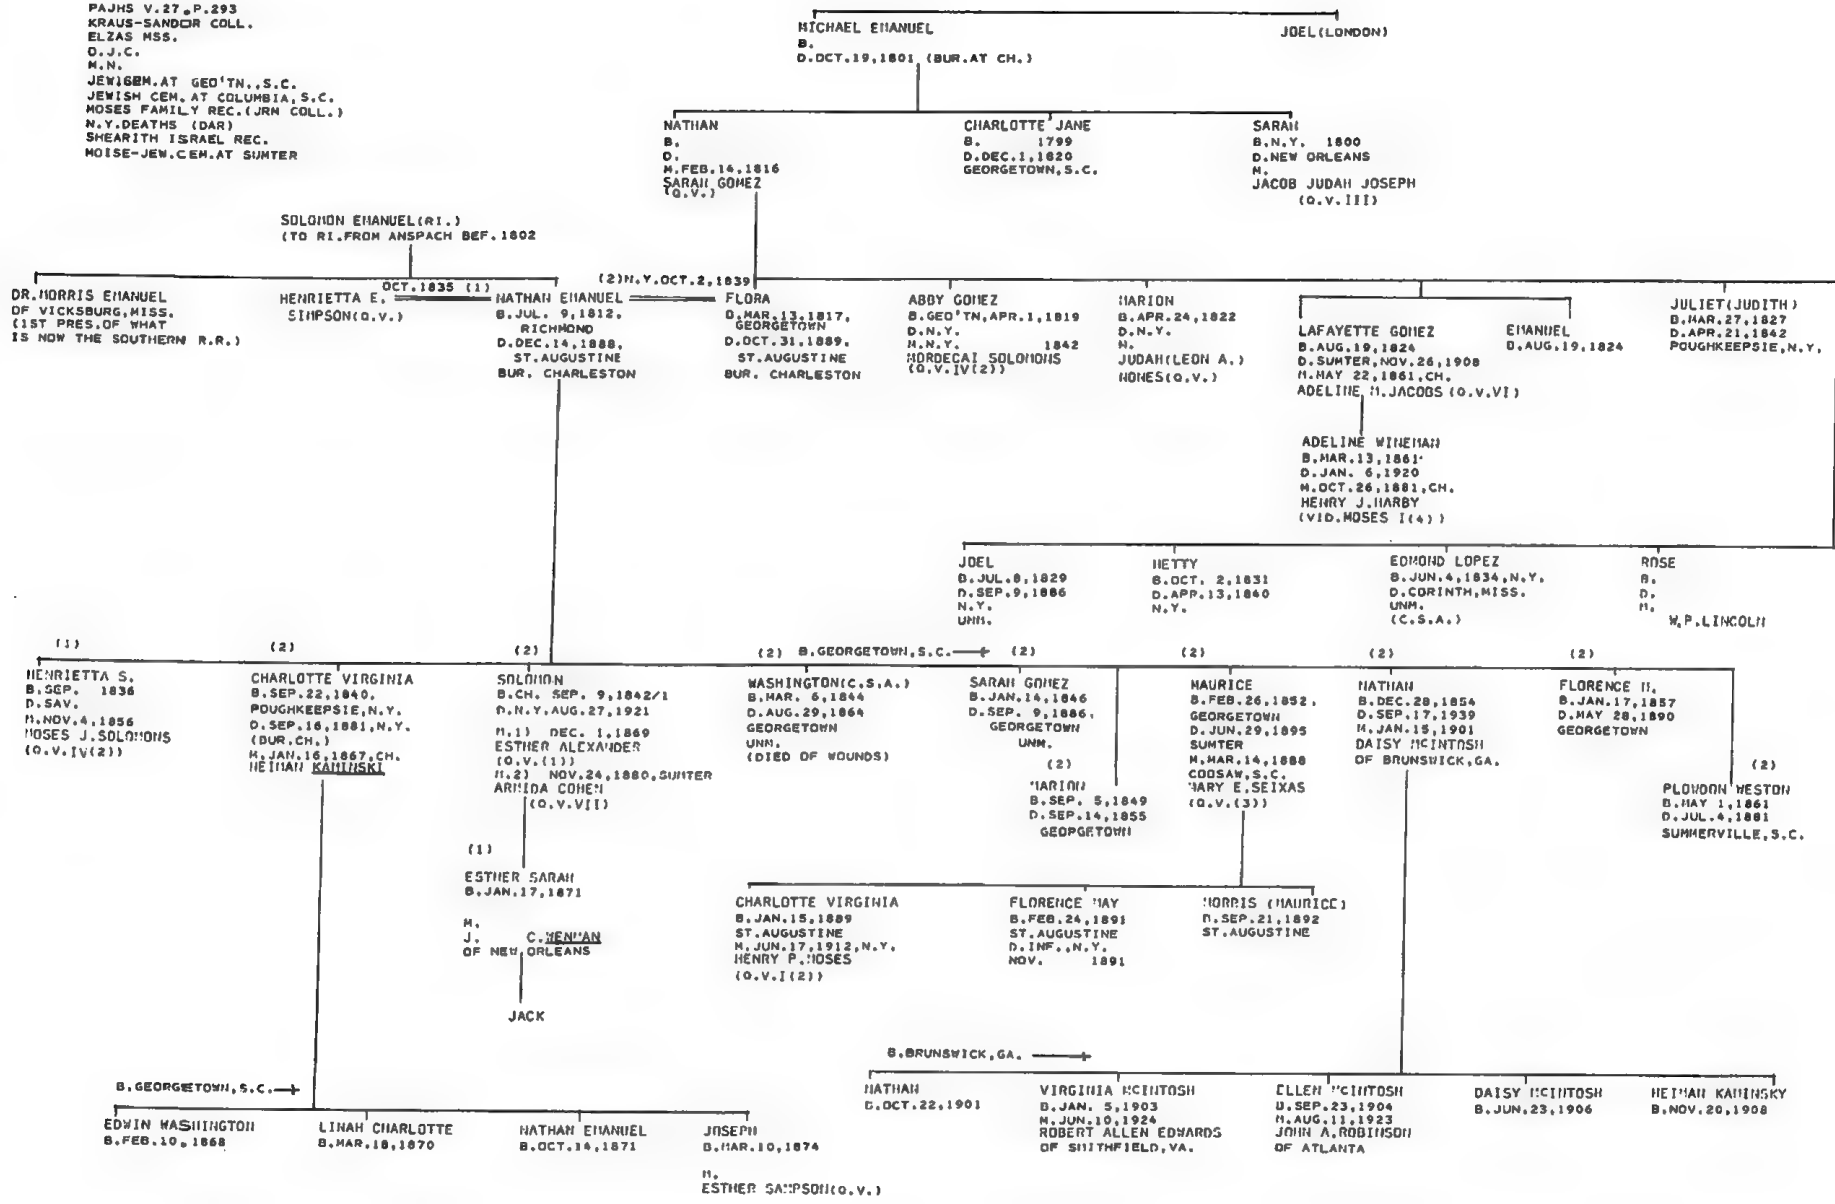 PAJHS V.27,P.293
KRAUS-SANDOR COLL.
ELZAS MSS.
O.J.C.
M.N.
JEWISH.AT GEO'TN.,S.C.
JEWISH CEM.AT COLUMBIA,S.C.
MOSES FAMILY REC.(JRM COLL.)
N.Y.DEATHS (DAR)
SHEARITH ISRAEL REC.
MOISE-JEW.CEM.AT SUMTER
MICHAEL EMANUEL
B.
D.OCT.19,1801 (BUR.AT CH.)
JOEL(LONDON)
NATHAN
B.
D.
M.FEB.14,1816
SARAH GOMEZ
(Q.V.)
CHARLOTTE JANE
B. 1799
D.DEC.1,1820
GEORGETOWN,S.C.
SARAH
B.N.Y. 1800
D.NEW ORLEANS
M.
JACOB JUDAH JOSEPH
(Q.V.III)
SOLOMON EMANUEL(RI.)
(TO RI.FROM ANSPACH BEF.1802
DR.MORRIS EMANUEL
OF VICKSBURG,MISS.
(1ST PRES.OF WHAT
IS NOW THE SOUTHERN R.R.)
HENRIETTA E.
SIMPSON(Q.V.)
OCT.1835 (1)
NATHAN EMANUEL
B.JUL. 9,1812,
RICHMOND
D.DEC.14,1888,
ST.AUGUSTINE
BUR. CHARLESTON
(2)N.Y.OCT.2,1839
FLORA
B.MAR.13,1817,
GEORGETOWN
D.OCT.31,1889,
ST.AUGUSTINE
BUR. CHARLESTON
ABBY GOMEZ
B.GEO'TN,APR.1,1819
D.N.Y.
M.N.Y. 1842
MORDECAI SOLOMONS
(Q.V.IV(2))
MARION
B.APR.24,1822
D.N.Y.
M.
JUDAH(LEON A.)
NONES(Q.V.)
LAFAYETTE GOMEZ
B.AUG.19,1824
D.SUMTER,NOV.26,1908
M.MAY 22,1861,CH.
ADELINE M.JACOBS (Q.V.VI)
EMANUEL
B.AUG.19,1824
JULIET(JUDITH)
B.MAR.27,1827
D.APR.21,1842
POUGHKEEPSIE,N.Y.
ADELINE WINEMAN
B.MAR.13,1861
D.JAN. 6,1920
M.OCT.26,1881,CH.
HENRY J.HARBY
(VID.MOSES I(4))
JOEL
B.JUL.8,1829
D.SEP.9,1886
N.Y.
UNM.
HETTY
B.OCT. 2,1831
D.APR.13,1840
N.Y.
EDMOND LOPEZ
B.JUN.4,1834,N.Y.
D.CORINTH,MISS.
UNM.
(C.S.A.)
ROSE
B.
D.
M.
W.P.LINCOLN
(1)
HENRIETTA S.
B.SEP. 1836
D.SAV.
M.NOV.4,1856
MOSES J.SOLOMONS
(Q.V.IV(2))
(2)
CHARLOTTE VIRGINIA
B.SEP.22,1840,
POUGHKEEPSIE,N.Y.
D.SEP.16,1881,N.Y.
(BUR.CH.)
M.JAN.16,1867,CH.
HEIMAN KAMINSKI
(2)
SOLOMON
B.CH. SEP. 9,1842/1
D.N.Y.AUG.27,1921
M.1) DEC. 1,1869
ESTHER ALEXANDER
(Q.V.(1))
M.2) NOV.24,1880,SUMTER
ARMIDA COHEN
(Q.V.VII)
(2) B.GEORGETOWN,S.C.
WASHINGTON(C.S.A.)
B.MAR. 6,1844
D.AUG.29,1864
GEORGETOWN
UNM.
(DIED OF WOUNDS)
(2)
SARAH GOMEZ
B.JAN.14,1846
D.SEP. 9,1886,
GEORGETOWN
UNM.
(2)
MARION
B.SEP. 5,1849
D.SEP.14,1855
GEORGETOWN
(2)
MAURICE
B.FEB.26,1852,
GEORGETOWN
D.JUN.29,1895
SUMTER
M.MAR.14,1888
COOSAW,S.C.
MARY E.SEIXAS
(Q.V.(3))
(2)
NATHAN
B.DEC.28,1854
D.SEP.17,1939
M.JAN.15,1901
DAISY MCINTOSH
OF BRUNSWICK,GA.
(2)
FLORENCE M.
B.JAN.17,1857
D.MAY 28,1890
GEORGETOWN
(2)
PLOWDON WESTON
B.MAY 1,1861
D.JUL.4,1881
SUMMERVILLE,S.C.
(1)
ESTHER SARAH
B.JAN.17,1871
M.
J. C.WENMAN
OF NEW ORLEANS
JACK
CHARLOTTE VIRGINIA
B.JAN.15,1889
ST.AUGUSTINE
M.JUN.17,1912,N.Y.
HENRY P.MOSES
(Q.V.I(2))
FLORENCE MAY
B.FEB.24,1891
ST.AUGUSTINE
D.INF.,N.Y.
NOV. 1891
MORRIS (MAURICE)
B.SEP.21,1892
ST.AUGUSTINE
B.GEORGETOWN,S.C.
EDWIN WASHINGTON
B.FEB.10,1868
LINAH CHARLOTTE
B.MAR.18,1870
NATHAN EMANUEL
B.OCT.14,1871
JOSEPH
B.MAR.10,1874
M.
ESTHER SAMPSON(Q.V.)
B.BRUNSWICK,GA.
NATHAN
B.OCT.22,1901
VIRGINIA MCINTOSH
B.JAN. 5,1903
M.JUN.10,1924
ROBERT ALLEN EDWARDS
OF SMITHFIELD,VA.
ELLEN MCINTOSH
B.SEP.23,1904
M.AUG.11,1923
JOHN A.ROBINSON
OF ATLANTA
DAISY MCINTOSH
B.JUN.23,1906
HEIMAN KAMINSKY
B.NOV.20,1908